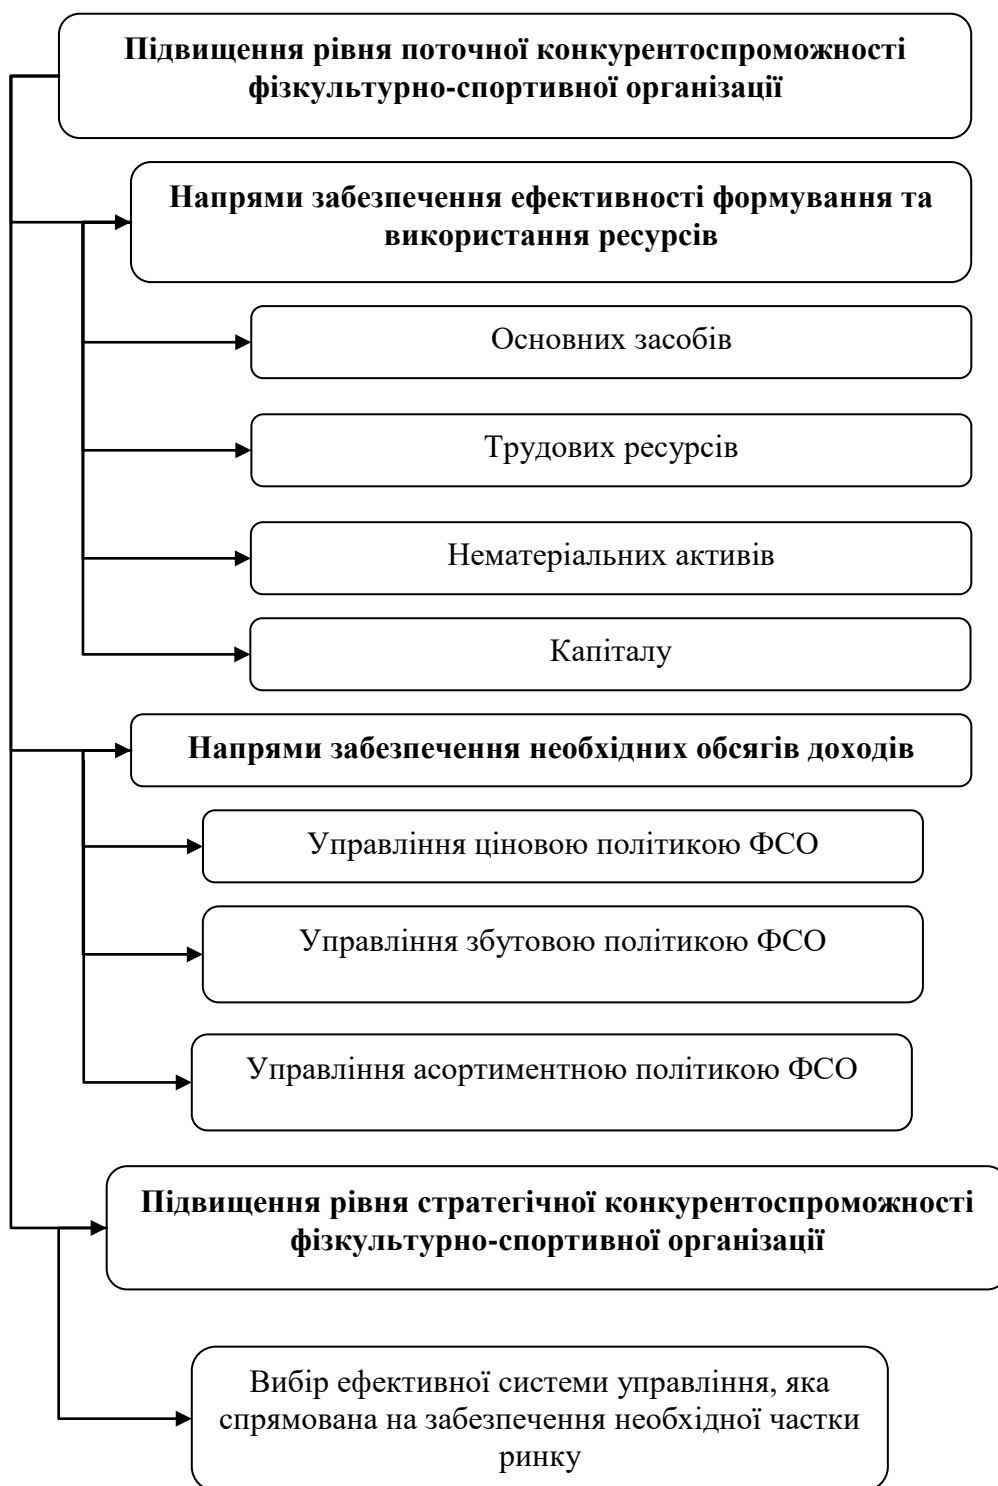 Підвищення рівня поточної конкурентоспроможності
фізкультурно-спортивної організації
Напрями забезпечення ефективності формування та
використання ресурсів
Основних засобів
Трудових ресурсів
Нематеріальних активів
Капіталу
Напрями забезпечення необхідних обсягів доходів
Управління ціновою політикою ФСО
Управління збутовою політикою ФСО
Управління асортиментною політикою ФСО
Підвищення рівня стратегічної конкурентоспроможності
фізкультурно-спортивної організації
Вибір ефективної системи управління, яка
спрямована на забезпечення необхідної частки
ринку